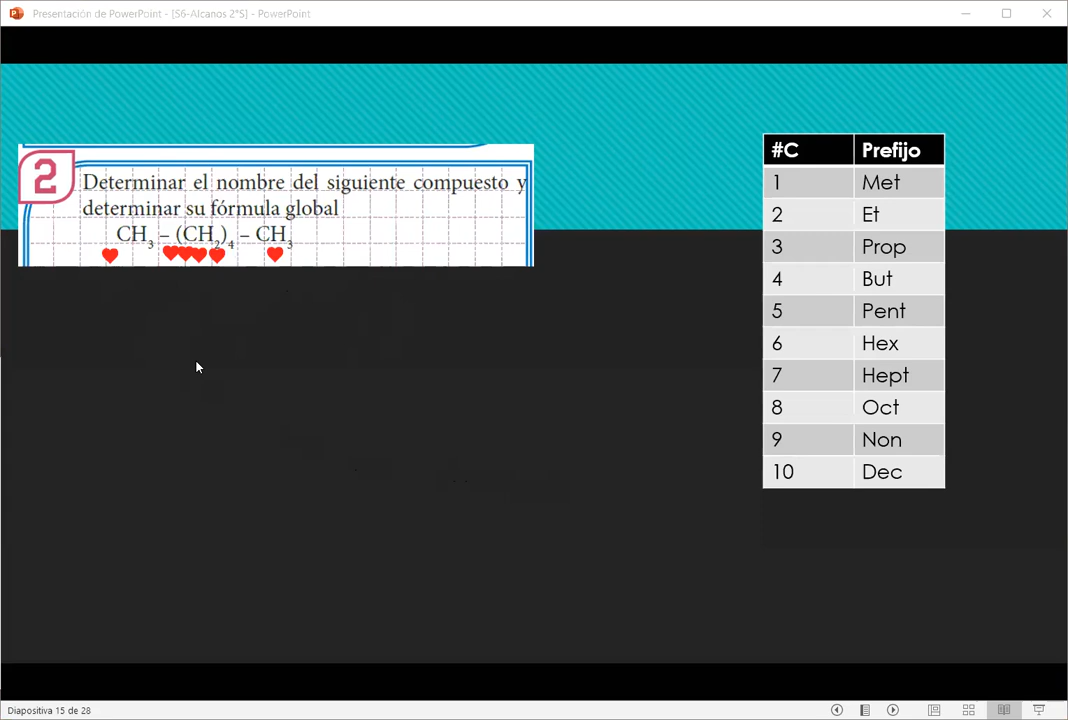 Presentación de PowerPoint - [S6-Alcanos 2°S] - PowerPoint
2
Determinar el nombre del siguiente compuesto y
determinar su fórmula global
CH₃ – (CH₂)₄ – CH₃
#C Prefijo
1 Met
2 Et
3 Prop
4 But
5 Pent
6 Hex
7 Hept
8 Oct
9 Non
10 Dec
Diapositiva 15 de 28